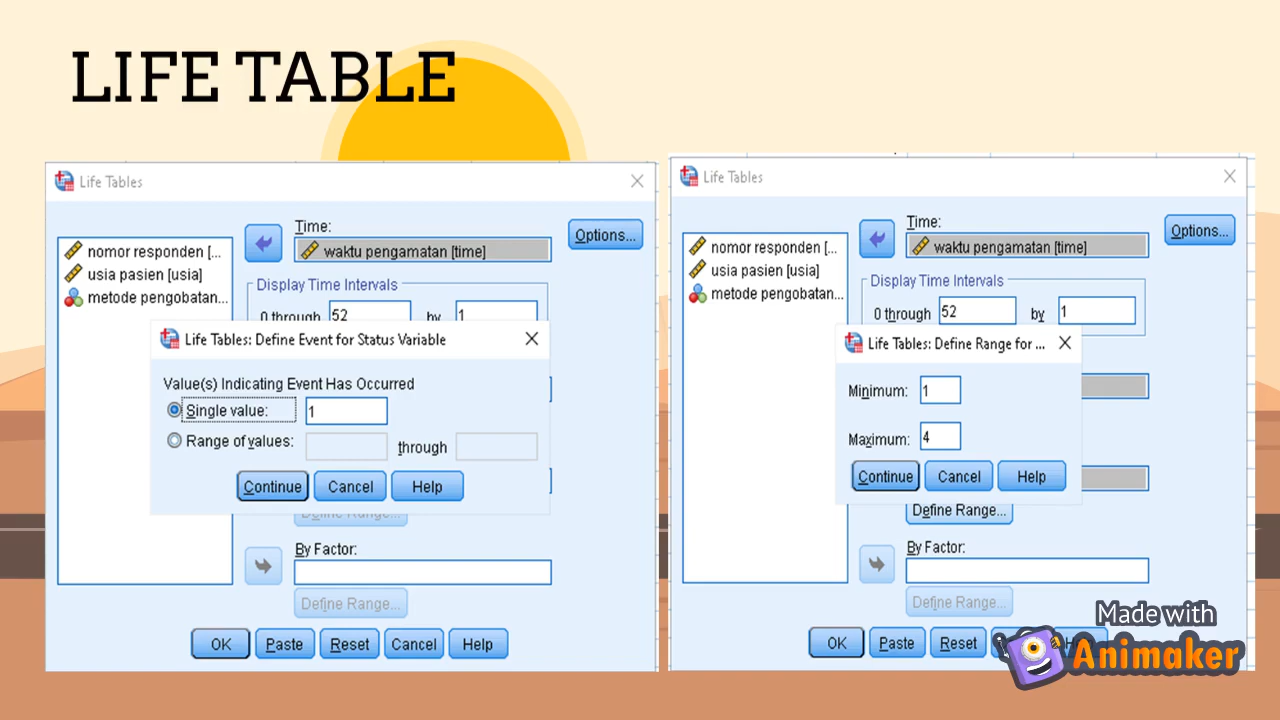 LIFE TABLE
Life Tables
Time:
Options...
nomor responden [...
waktu pengamatan [time]
usia pasien [usia]
metode pengobatan...
Display Time Intervals
0 through 52 by 1
Life Tables: Define Event for Status Variable
Value(s) Indicating Event Has Occurred
Single value: 1
Range of values: through
Continue Cancel Help
Define Range...
By Factor:
Define Range...
OK Paste Reset Cancel Help
Life Tables
Time:
Options...
nomor responden [...
waktu pengamatan [time]
usia pasien [usia]
metode pengobatan...
Display Time Intervals
0 through 52 by 1
Life Tables: Define Range for ...
Minimum: 1
Maximum: 4
Continue Cancel Help
Define Range...
By Factor:
Define Range...
OK Paste Reset
Made with
Animaker